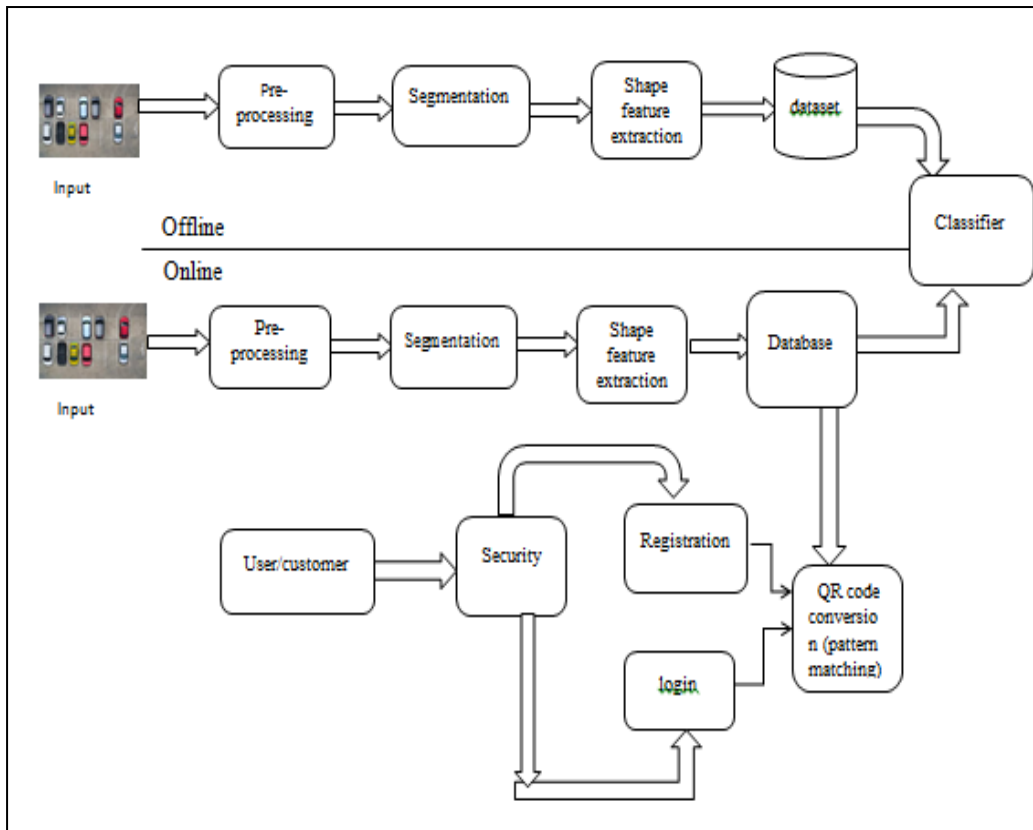 Pre-
processing
Segmentation
Shape
feature
extraction
dataset
Input
Classifier
Offline
Online
Pre-
processing
Segmentation
Shape
feature
extraction
Database
Input
User/customer
Security
Registration
QR code
conversio
n (pattern
matching)
login